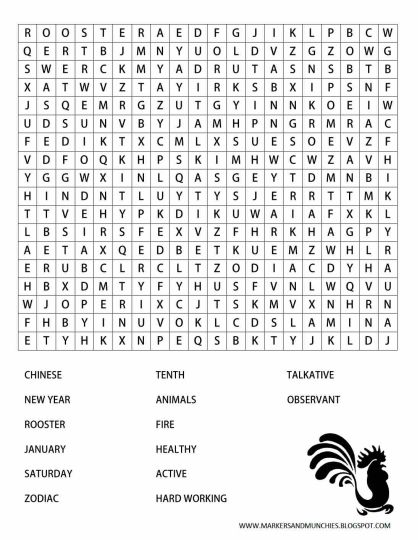 R O O S T E R A E D F G J I K L P B C W
Q E R T B J M N Y U O L D V Z G Z O W G
S W E R C K M Y A D R U T A S N S B T B
X A T W V Z T A Y I R K S B X I P S N F
J S Q E M R G Z U T G Y I N N K O E I W
U D S U N V B Y J A M H P N G R M R A C
F E D I K T X C M L X S U E S O E V Z F
V D F O Q K H P S K I M H W C W Z A V H
Y G G W X I N L Q A S G E Y T D M N B I
H I N D N T L U Y T Y S J E R R T T M K
T T V E H Y P K D I K U W A I A F X K L
L B S I R S F E X V Z F H R K H A G P Y
A E T A X Q E D B E T K U E M Z W H L R
E R U B C L R C L T Z O D I A C D Y H A
H B X D M T Y F Y H U S F V N L W Q V U
W J O P E R I X C J T S K M V X N H R N
F H B Y I N U V O K L C D S L A M I N A
E T Y H K X N P E Q S B K T Y J K L D J
CHINESE TENTH TALKATIVE
NEW YEAR ANIMALS OBSERVANT
ROOSTER FIRE
JANUARY HEALTHY
SATURDAY ACTIVE
ZODIAC HARD WORKING
WWW.MARKERSANDMUNCHIES.BLOGSPOT.COM